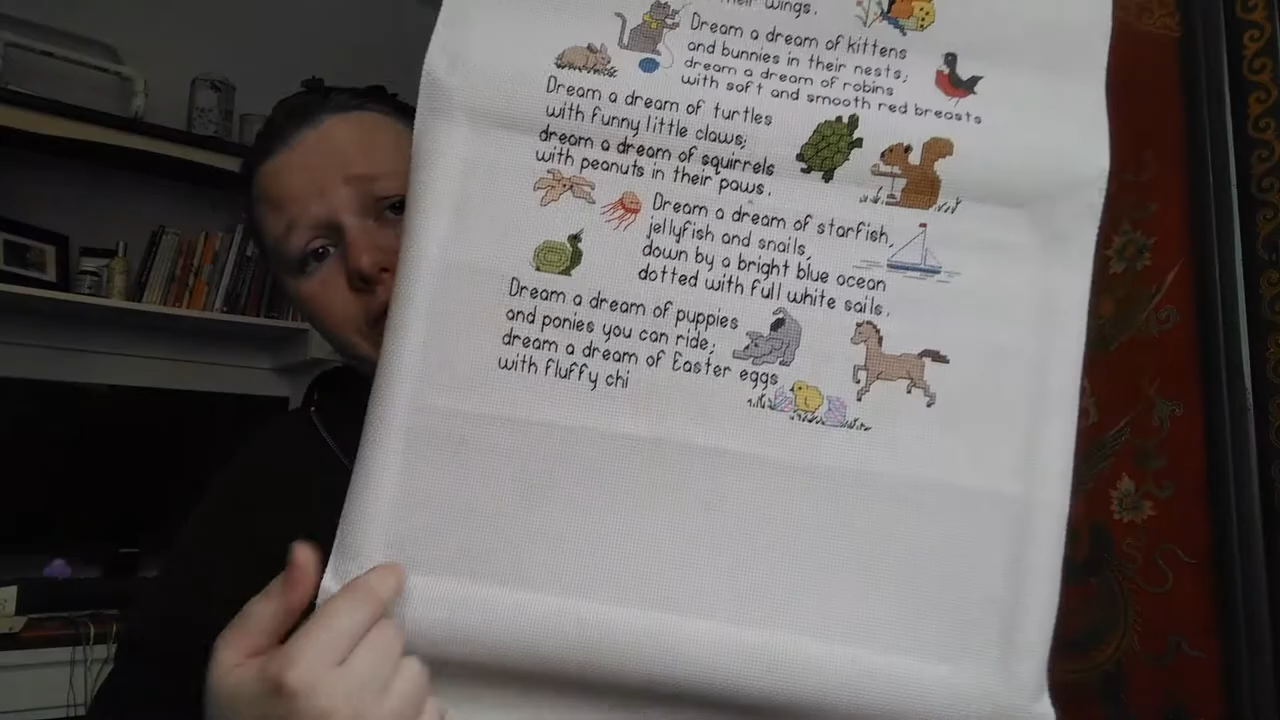 their wings.
Dream a dream of kittens
and bunnies in their nests;
dream a dream of robins
with soft and smooth red breasts
Dream a dream of turtles
with funny little claws;
dream a dream of squirrels
with peanuts in their paws.
Dream a dream of starfish,
jellyfish and snails,
down by a bright blue ocean
dotted with full white sails.
Dream a dream of puppies
and ponies you can ride;
dream a dream of Easter eggs
with fluffy chi